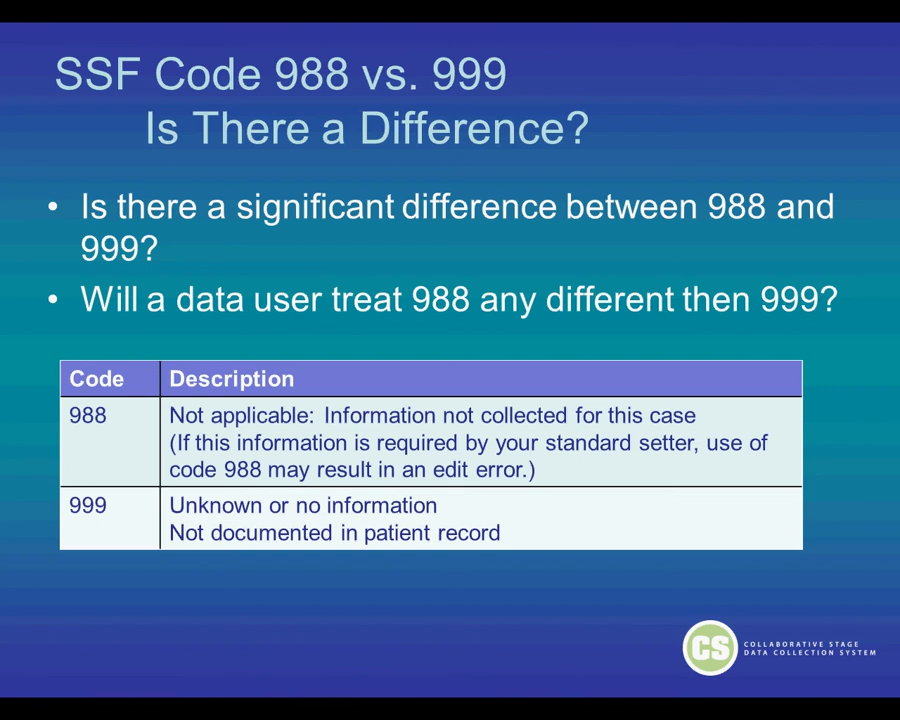 SSF Code 988 vs. 999
Is There a Difference?
• Is there a significant difference between 988 and
999?
• Will a data user treat 988 any different then 999?
Code Description
988 Not applicable: Information not collected for this case
(If this information is required by your standard setter, use of
code 988 may result in an edit error.)
999 Unknown or no information
Not documented in patient record
CS
COLLABORATIVE STAGE
DATA COLLECTION SYSTEM